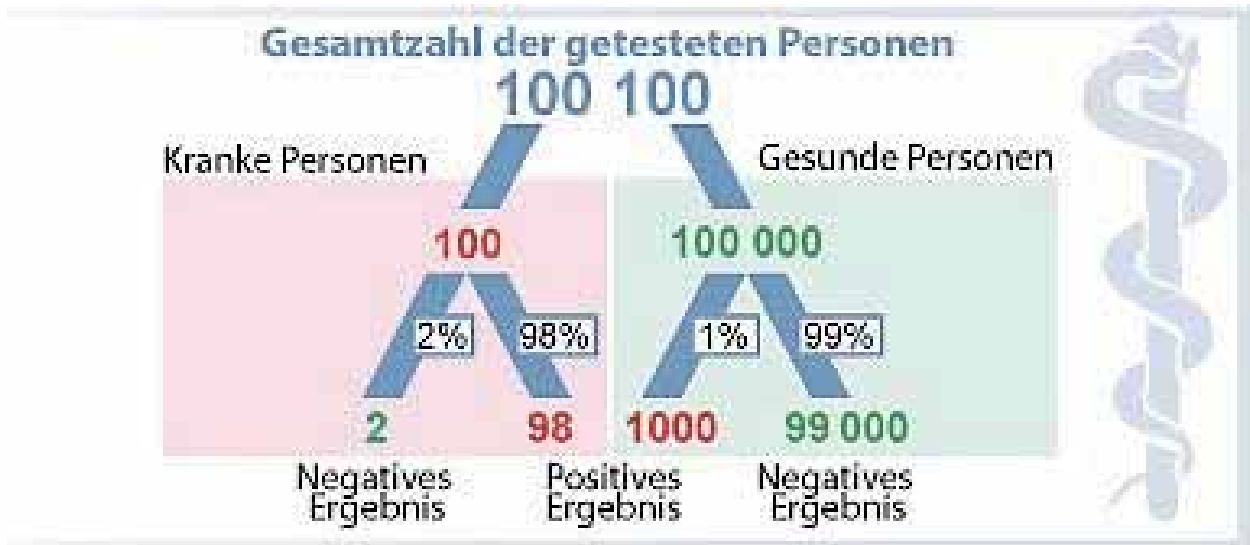 Gesamtzahl der getesteten Personen
100 100
Kranke Personen
Gesunde Personen
100
100 000
2%
98%
1%
99%
2
98
1000
99 000
Negatives
Ergebnis
Positives
Ergebnis
Negatives
Ergebnis